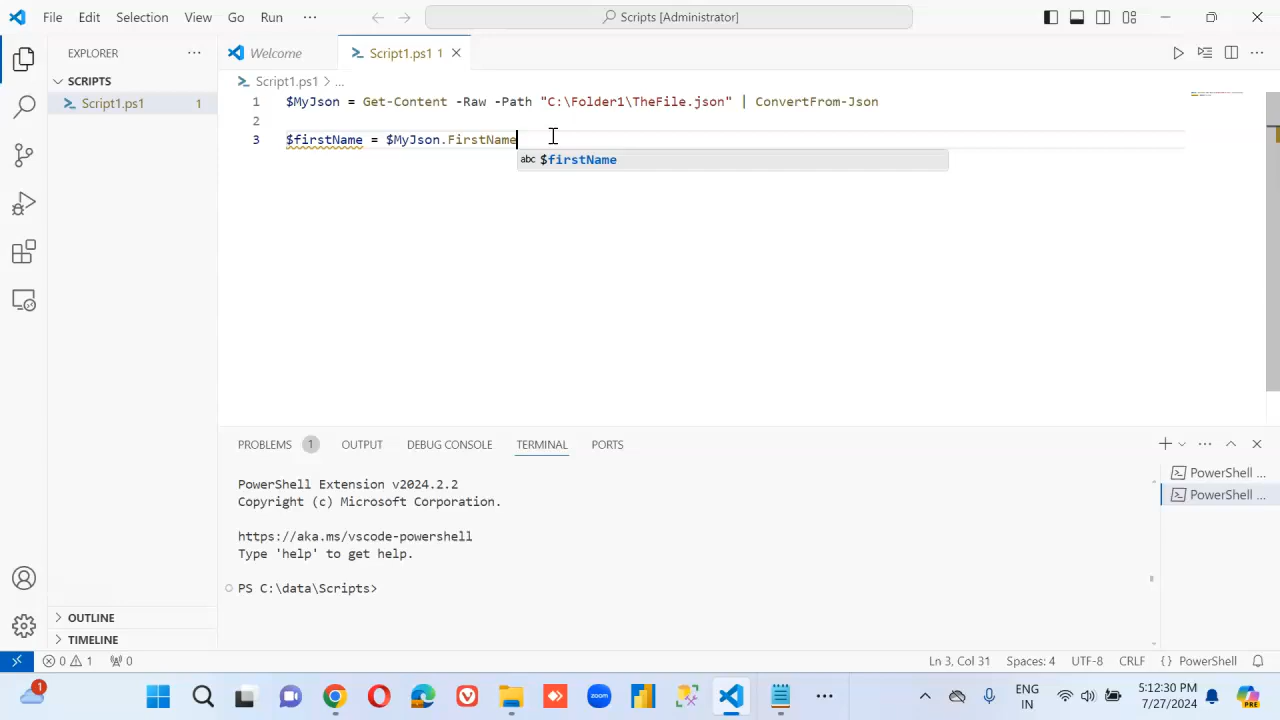 File Edit Selection View Go Run ··· Scripts [Administrator]
EXPLORER ···
SCRIPTS
Script1.ps1 1
OUTLINE
TIMELINE
Welcome Script1.ps1 1
Script1.ps1 > ...
1 $MyJson = Get-Content -Raw -Path "C:\Folder1\TheFile.json" | ConvertFrom-Json
2
3 $firstName = $MyJson.FirstName
abc $firstName
PROBLEMS 1 OUTPUT DEBUG CONSOLE TERMINAL PORTS
PowerShell Extension v2024.2.2
Copyright (c) Microsoft Corporation.
https://aka.ms/vscode-powershell
Type 'help' to get help.
PS C:\data\Scripts>
PowerShell ...
PowerShell ...
0 1 0 Ln 3, Col 31 Spaces: 4 UTF-8 CRLF {} PowerShell
1 zoom ENG
IN
5:12:30 PM
7/27/2024
PRE